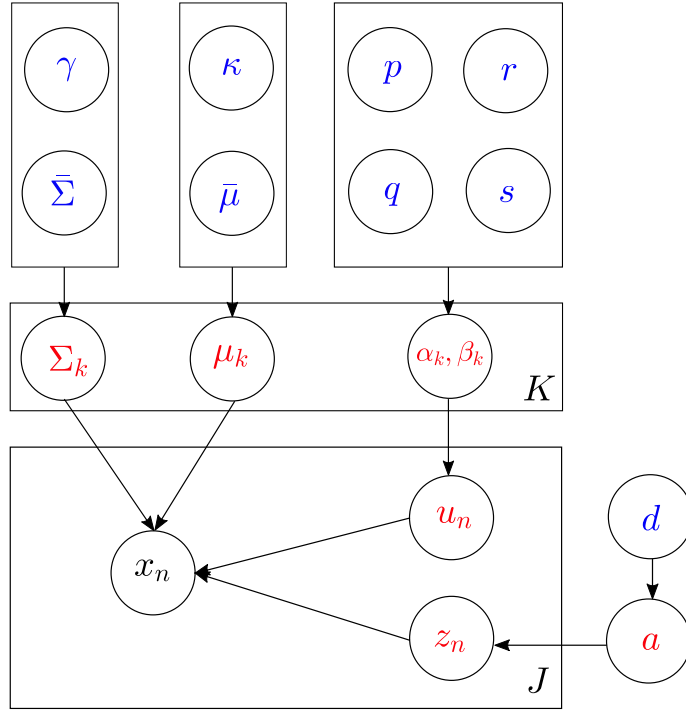 γ κ p r
Σ̄ μ̄ q s
Σ_k μ_k α_k, β_k
K
u_n d
x_n
z_n a
J